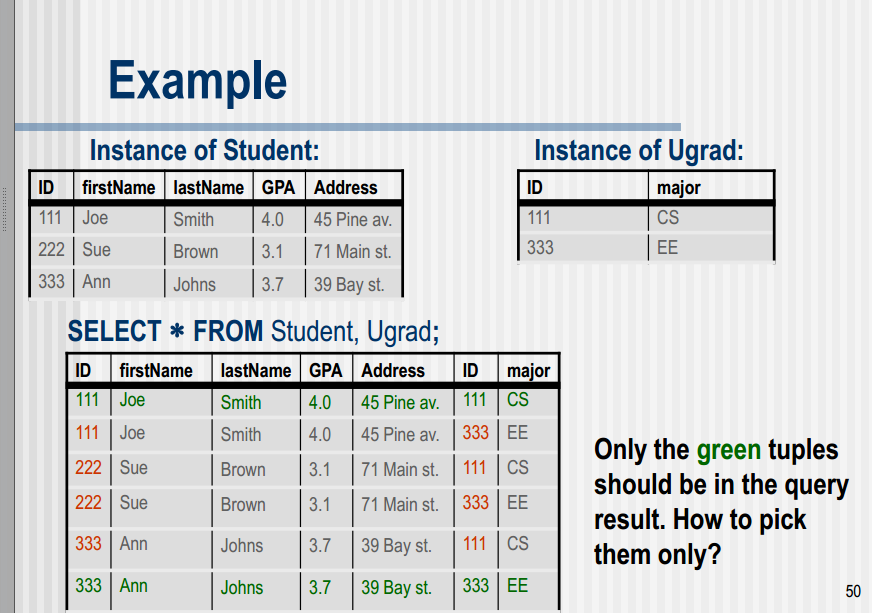 Example
Instance of Student:
ID firstName lastName GPA Address
111 Joe Smith 4.0 45 Pine av.
222 Sue Brown 3.1 71 Main st.
333 Ann Johns 3.7 39 Bay st.
Instance of Ugrad:
ID major
111 CS
333 EE
SELECT * FROM Student, Ugrad;
ID firstName lastName GPA Address ID major
111 Joe Smith 4.0 45 Pine av. 111 CS
111 Joe Smith 4.0 45 Pine av. 333 EE
222 Sue Brown 3.1 71 Main st. 111 CS
222 Sue Brown 3.1 71 Main st. 333 EE
333 Ann Johns 3.7 39 Bay st. 111 CS
333 Ann Johns 3.7 39 Bay st. 333 EE
Only the green tuples
should be in the query
result. How to pick
them only?
50